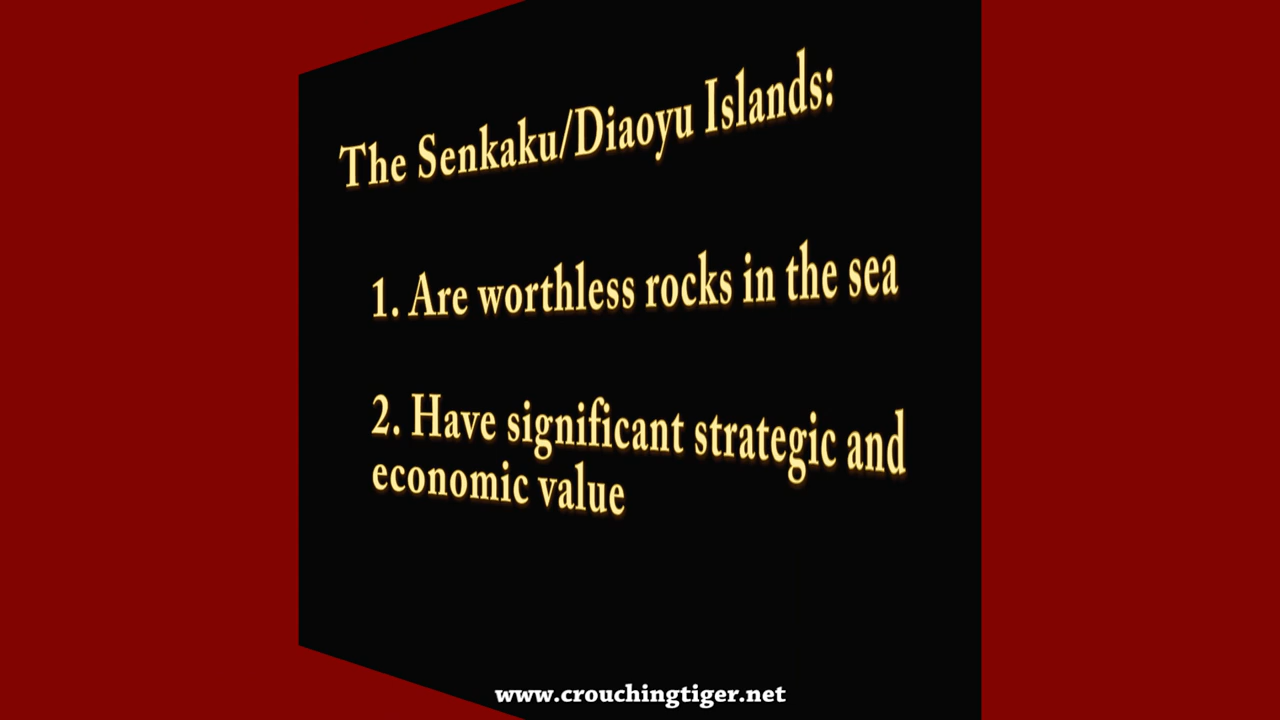 The Senkaku/Diaoyu Islands:
1. Are worthless rocks in the sea
2. Have significant strategic and
economic value
www.crouchingtiger.net